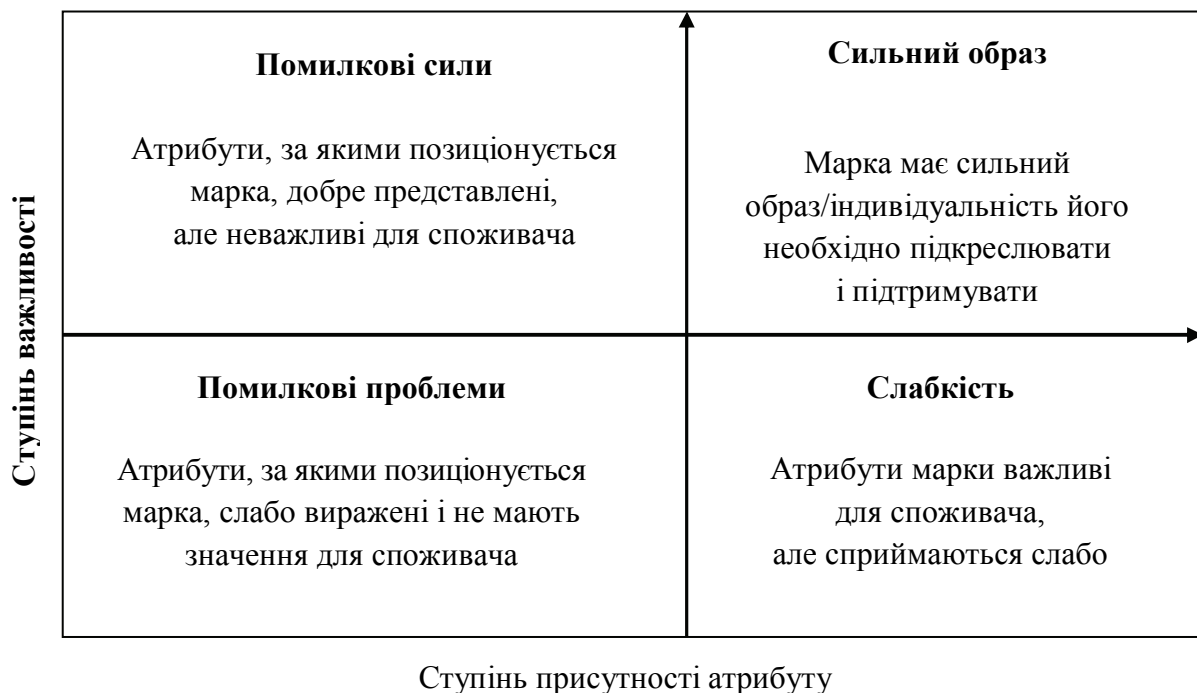 Ступінь важливості
Помилкові сили
Атрибути, за якими позиціонується
марка, добре представлені,
але неважливі для споживача
Сильний образ
Марка має сильний
образ/індивідуальність його
необхідно підкреслювати
і підтримувати
Помилкові проблеми
Атрибути, за якими позиціонується
марка, слабо виражені і не мають
значення для споживача
Слабкість
Атрибути марки важливі
для споживача,
але сприймаються слабо
Ступінь присутності атрибуту